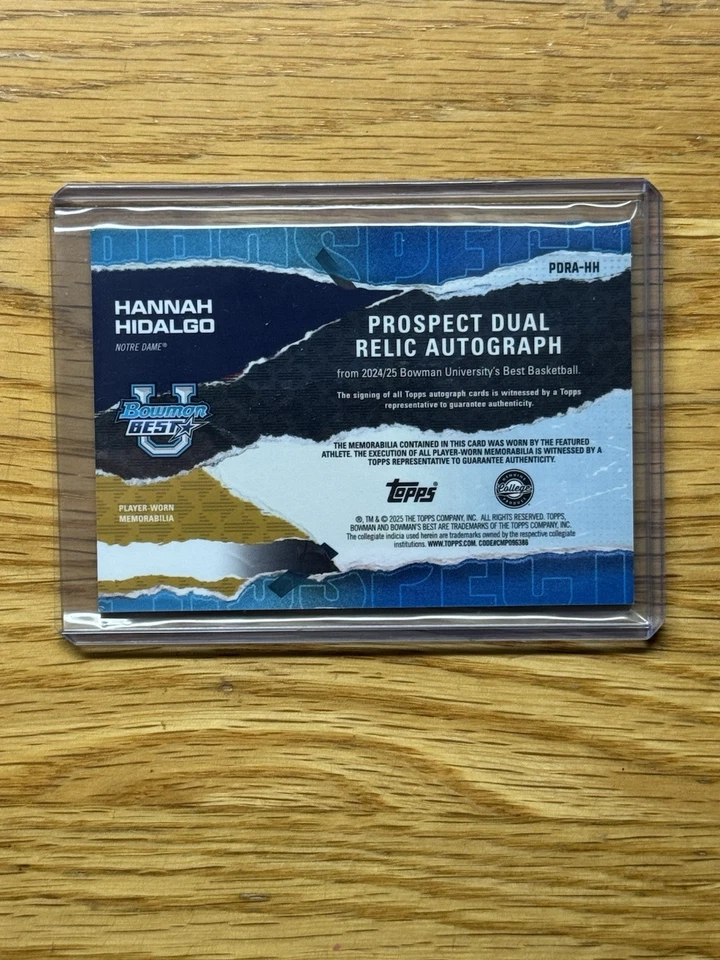 PROSPECT
PDRA-HH
HANNAH
HIDALGO
NOTRE DAME®
PROSPECT DUAL
RELIC AUTOGRAPH
from 2024/25 Bowman University's Best Basketball.
The signing of all Topps autograph cards is witnessed by a Topps
representative to guarantee authenticity.
U
Bowman
BEST
THE MEMORABILIA CONTAINED IN THIS CARD WAS WORN BY THE FEATURED
ATHLETE. THE EXECUTION OF ALL PLAYER-WORN MEMORABILIA IS WITNESSED BY A
TOPPS REPRESENTATIVE TO GUARANTEE AUTHENTICITY.
topps®
College
PLAYER-WORN
MEMORABILIA
®, TM & © 2025 THE TOPPS COMPANY, INC. ALL RIGHTS RESERVED. TOPPS,
BOWMAN AND BOWMAN'S BEST ARE TRADEMARKS OF THE TOPPS COMPANY, INC.
The collegiate indicia used herein are trademarks owned by the respective collegiate
institutions. WWW.TOPPS.COM. CODE#CMP096386
PROSPECT